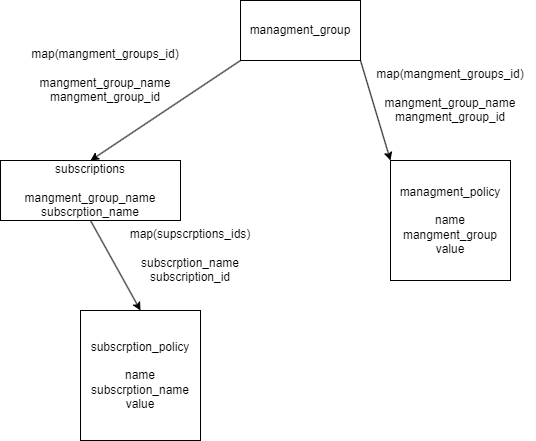 managment_group
map(mangment_groups_id)
mangment_group_name
mangment_group_id
map(mangment_groups_id)
mangment_group_name
mangment_group_id
subscriptions
mangment_group_name
subscrption_name
managment_policy
name
mangment_group
value
map(supscrptions_ids)
subscrption_name
subscription_id
subscrption_policy
name
subscrption_name
value